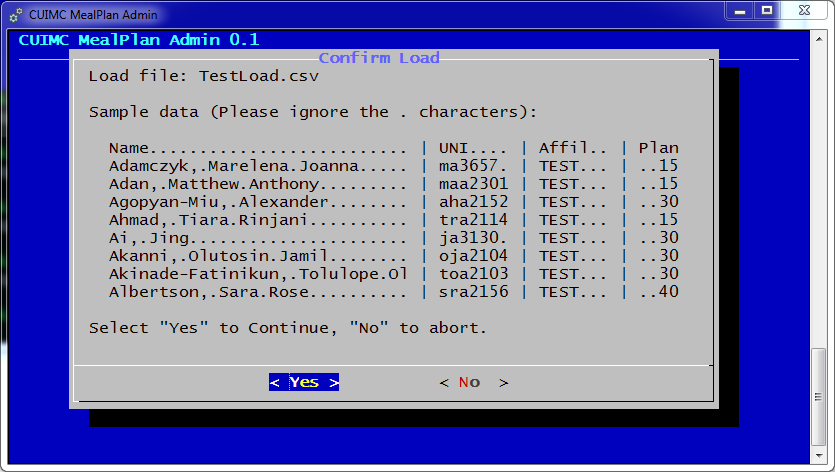 CUIMC MealPlan Admin
CUIMC MealPlan Admin 0.1
Confirm Load
Load file: TestLoad.csv
Sample data (Please ignore the . characters):
Name.......................... | UNI.... | Affil.. | Plan
Adamczyk,.Marelena.Joanna..... | ma3657. | TEST... | ..15
Adan,.Matthew.Anthony......... | maa2301 | TEST... | ..15
Agopyan-Miu,.Alexander........ | aha2152 | TEST... | ..30
Ahmad,.Tiara.Rinjani.......... | tra2114 | TEST... | ..15
Ai,.Jing...................... | ja3130. | TEST... | ..30
Akanni,.Olutosin.Jamil........ | oja2104 | TEST... | ..30
Akinade-Fatinikun,.Tolulope.Ol | toa2103 | TEST... | ..30
Albertson,.Sara.Rose.......... | sra2156 | TEST... | ..40
Select "Yes" to Continue, "No" to abort.
< Yes > < No >